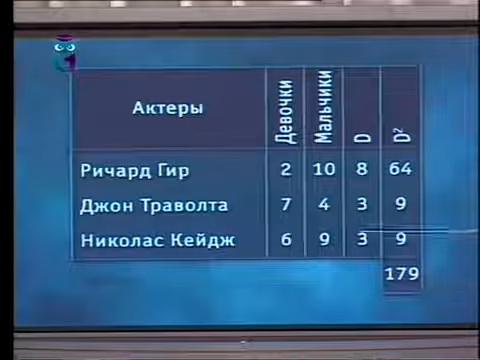 1
Актеры Девочки Мальчики D D²
Ричард Гир 2 10 8 64
Джон Траволта 7 4 3 9
Николас Кейдж 6 9 3 9
179